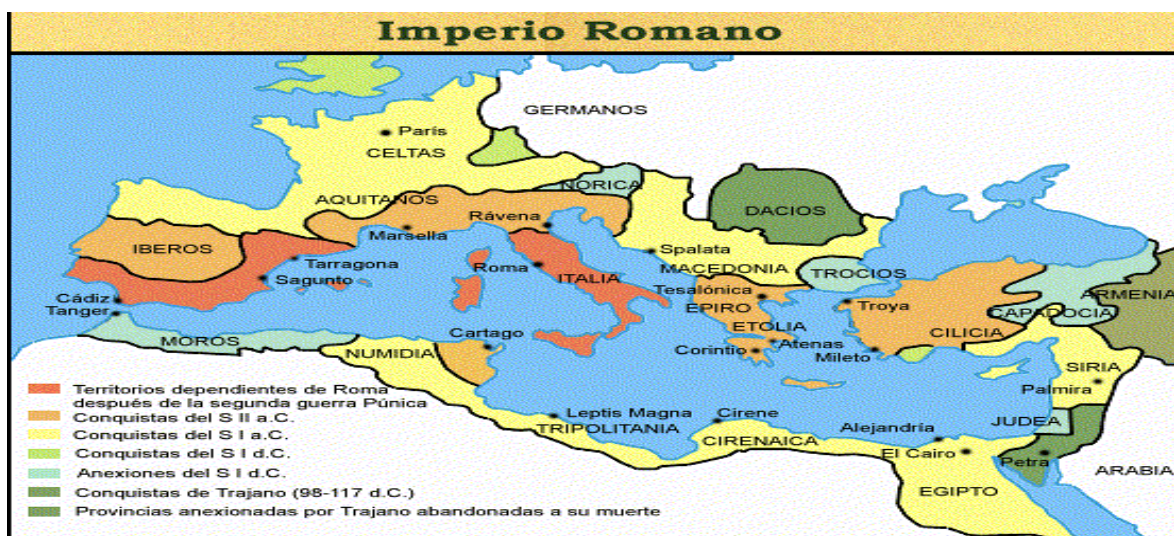 Imperio Romano
GERMANOS
París
CELTAS
NORICA
AQUITANOS
DACIOS
Rávena
IBEROS
Marsella
Spalata
Tarragona
Roma
ITALIA
MACEDONIA
TROCIOS
Sagunto
Tesalónica
ARMENIA
Cádiz
EPIRO
Troya
CAPADOCIA
Tanger
ETOLIA
CILICIA
MOROS
Cartago
Atenas
NUMIDIA
Corintio
Mileto
SIRIA
Palmira
Territorios dependientes de Roma
después de la segunda guerra Púnica
Conquistas del S II a.C.
Conquistas del S I a.C.
Conquistas del S I d.C.
Anexiones del S I d.C.
Conquistas de Trajano (98-117 d.C.)
Provincias anexionadas por Trajano abandonadas a su muerte
Leptis Magna
Cirene
JUDEA
TRIPOLITANIA
Alejandría
CIRENAICA
El Cairo
Petra
ARABIA
EGIPTO